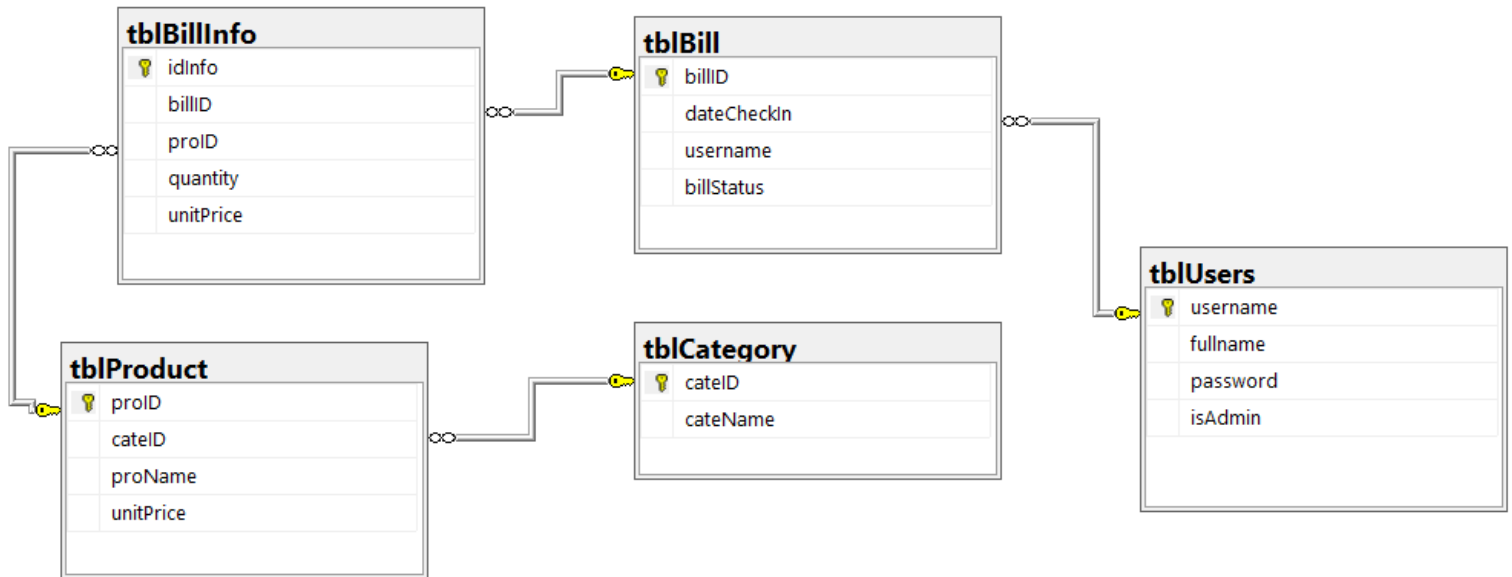 tblBillInfo
idInfo
billID
proID
quantity
unitPrice
tblBill
billID
dateCheckIn
username
billStatus
tblUsers
username
fullname
password
isAdmin
tblProduct
proID
cateID
proName
unitPrice
tblCategory
cateID
cateName